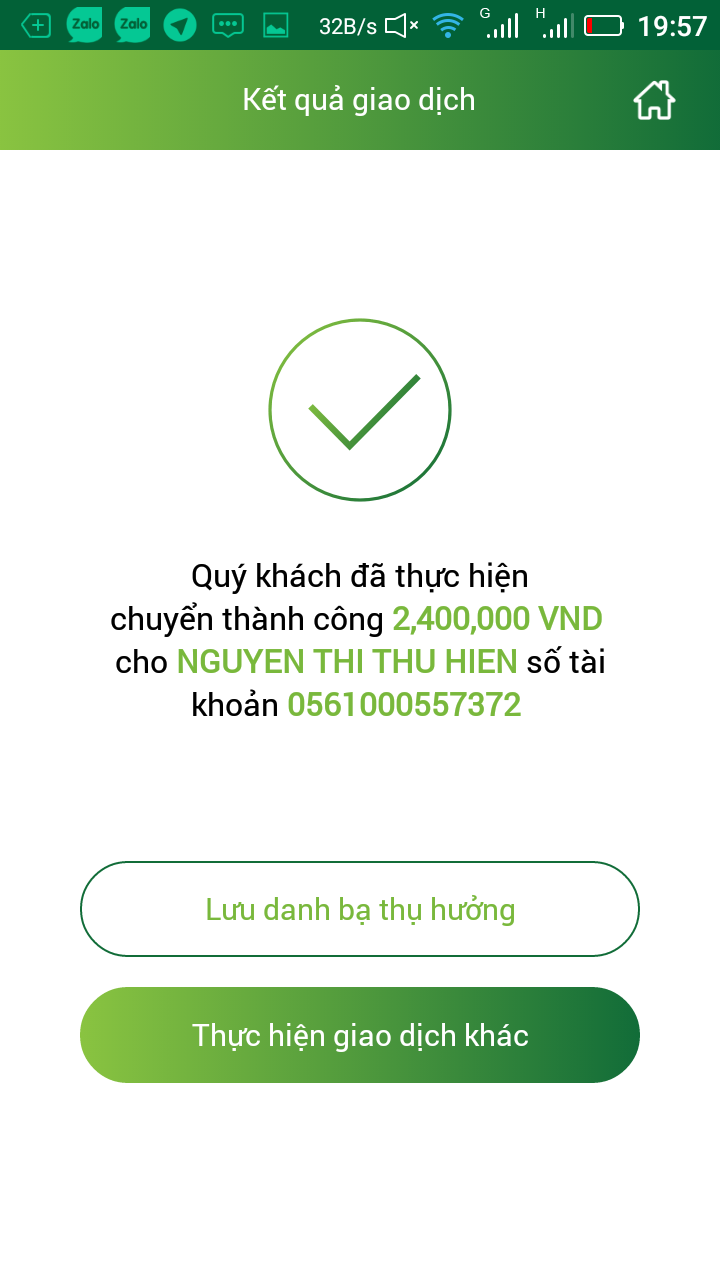 Zalo Zalo 32B/s G H 19:57
Kết quả giao dịch
Quý khách đã thực hiện
chuyển thành công 2,400,000 VND
cho NGUYEN THI THU HIEN số tài
khoản 0561000557372
Lưu danh bạ thụ hưởng
Thực hiện giao dịch khác